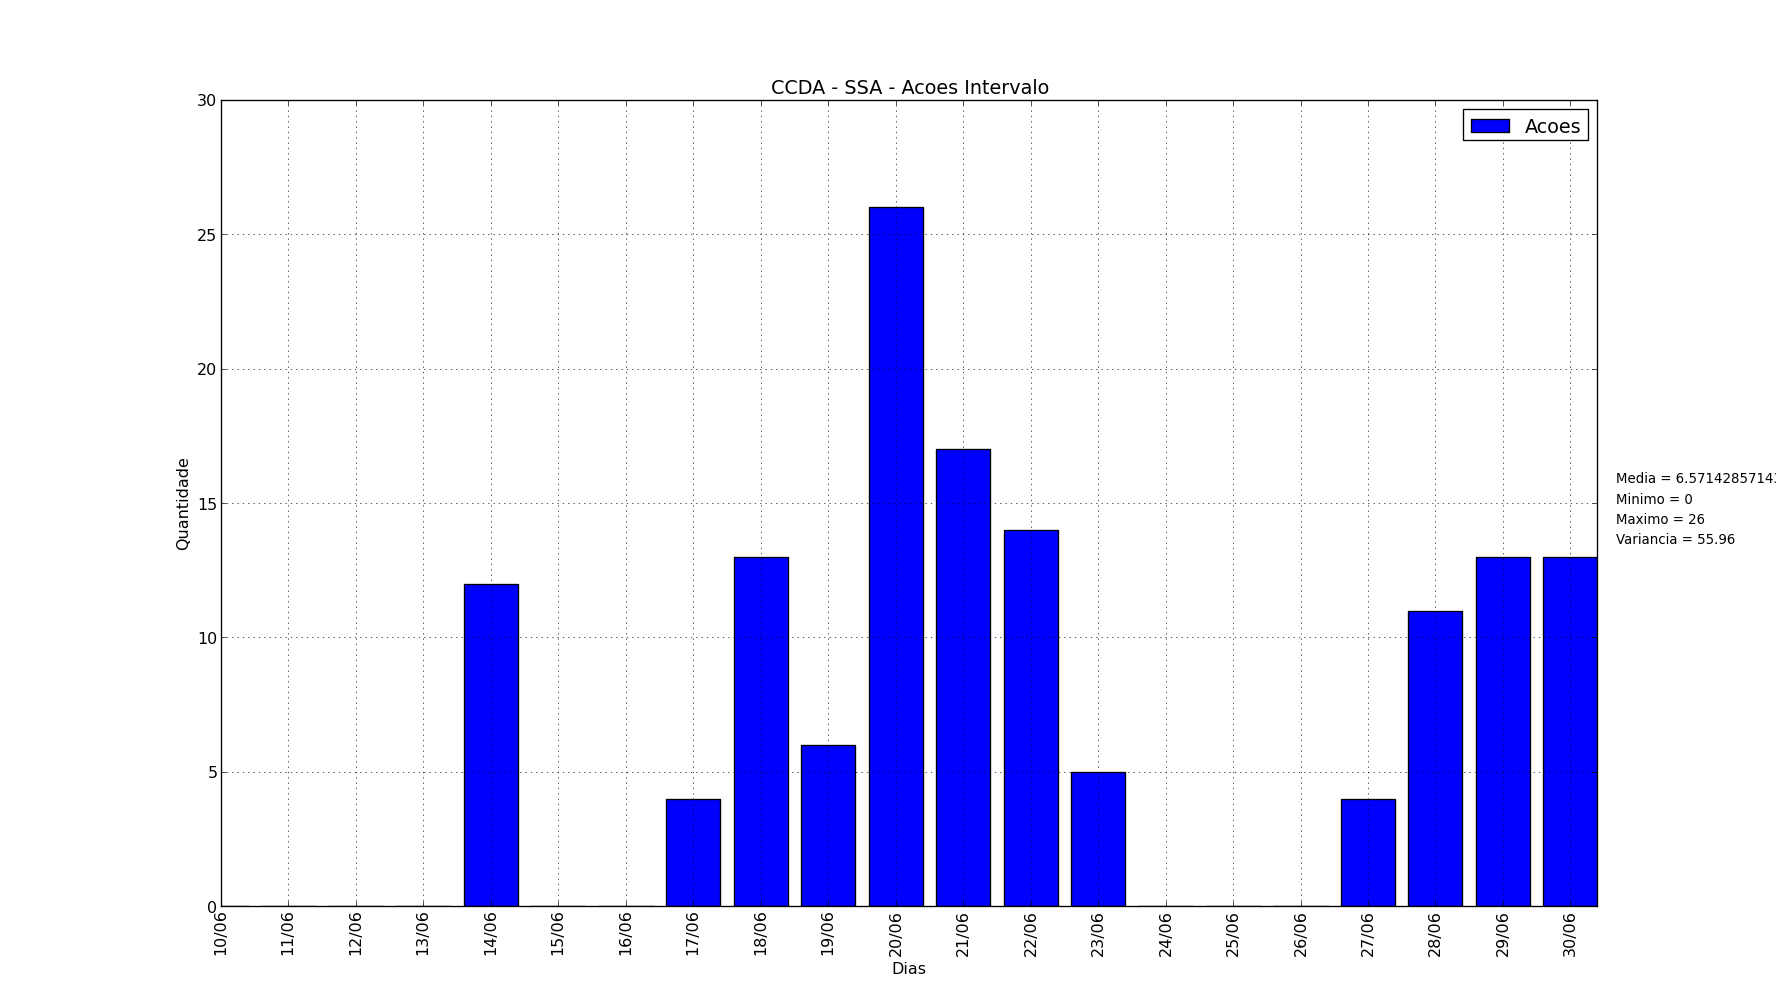 CCDA - SSA - Acoes Intervalo
Acoes
30
25
20
15
10
5
0
Quantidade
Media = 6.5714285714
Minimo = 0
Maximo = 26
Variancia = 55.96
10/06 11/06 12/06 13/06 14/06 15/06 16/06 17/06 18/06 19/06 20/06 21/06 22/06 23/06 24/06 25/06 26/06 27/06 28/06 29/06 30/06
Dias